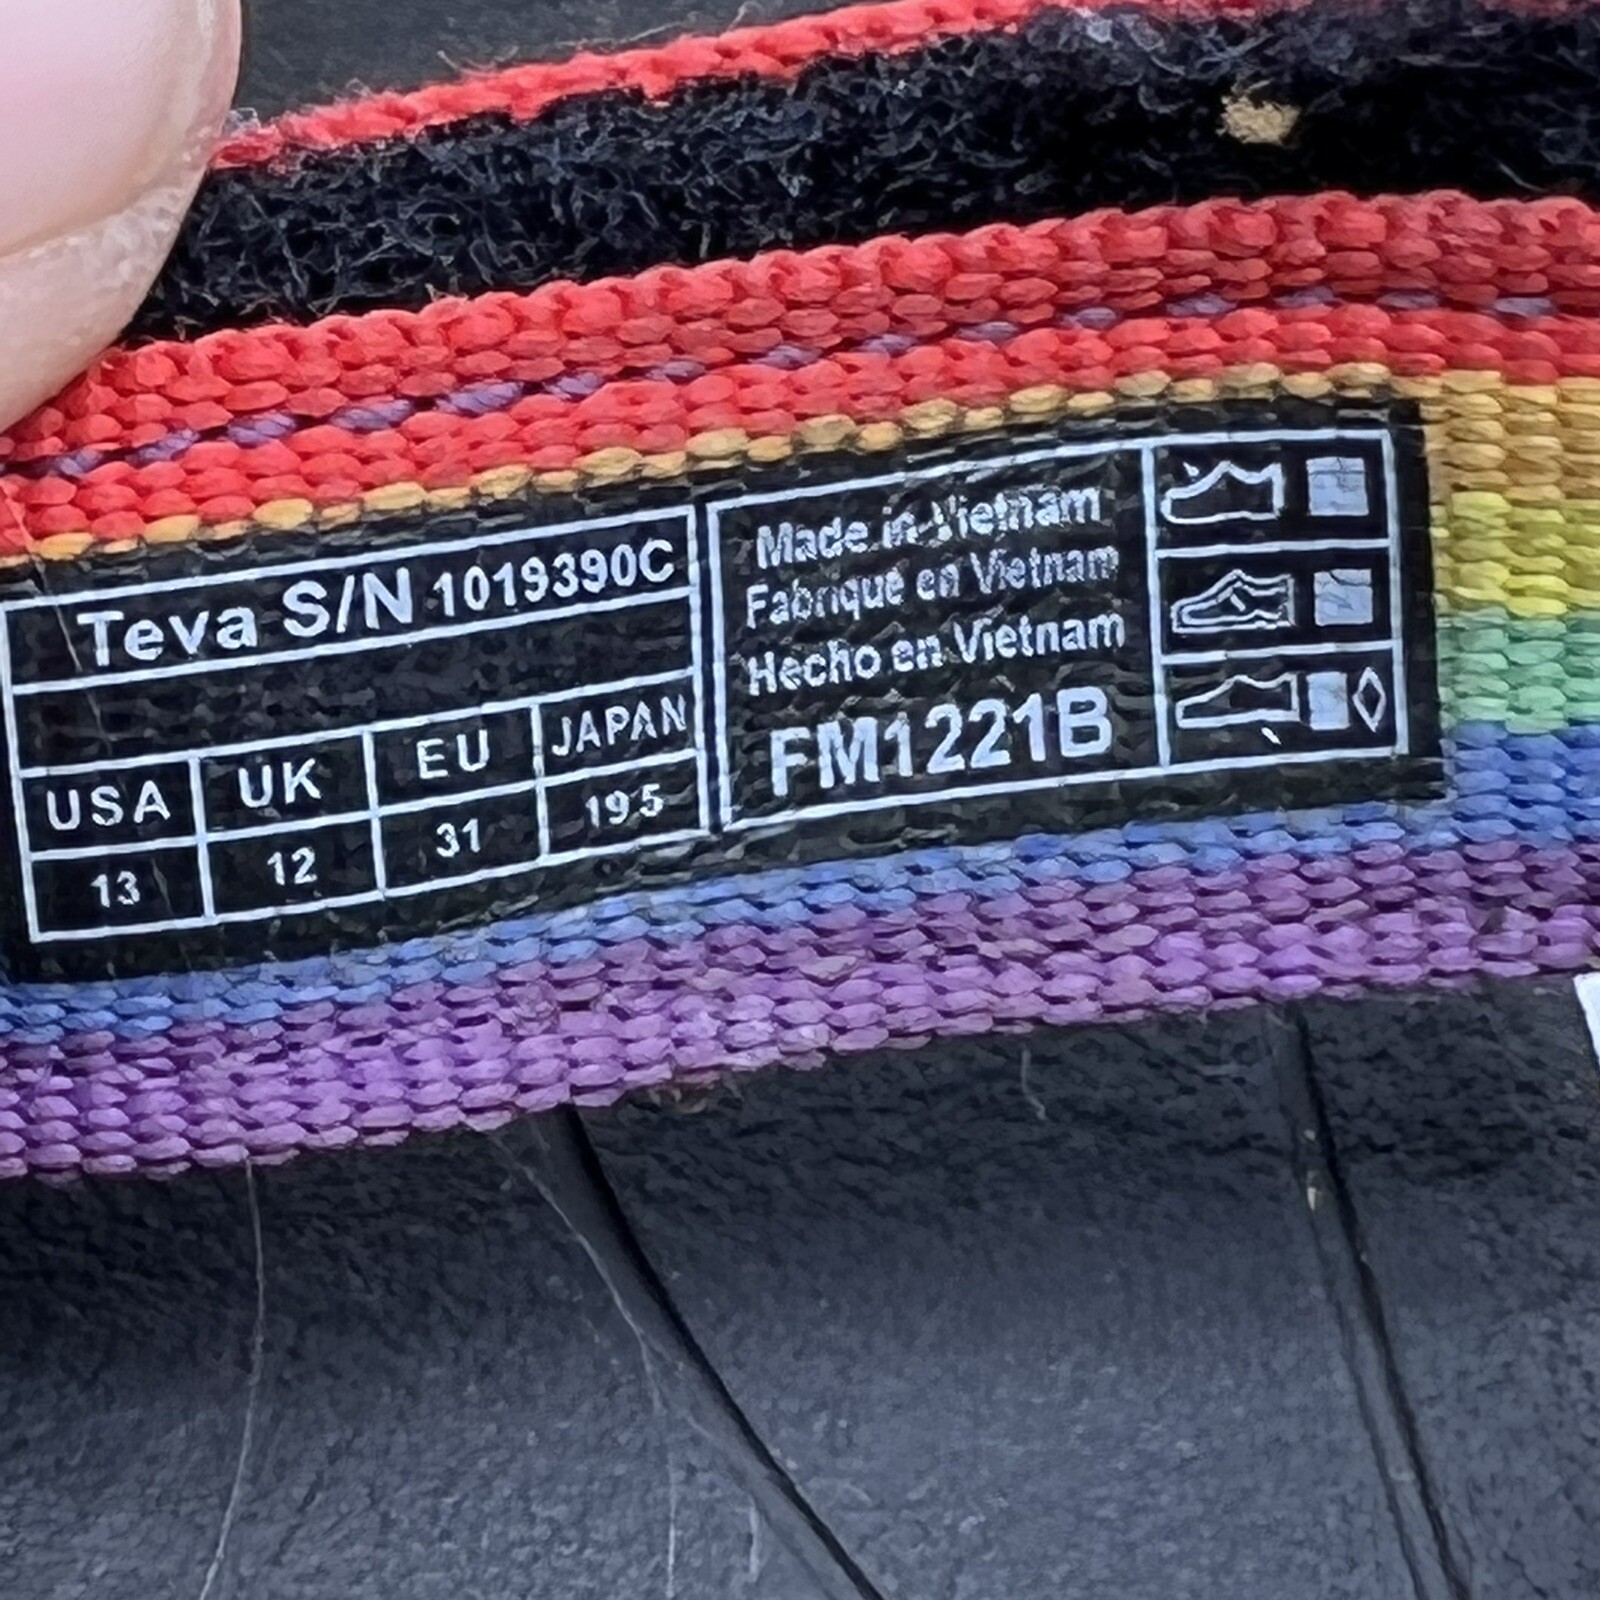 Teva S/N 1019390C
USA UK EU JAPAN
13 12 31 19.5
Made in Vietnam
Fabriqué en Vietnam
Hecho en Vietnam
FM1221B